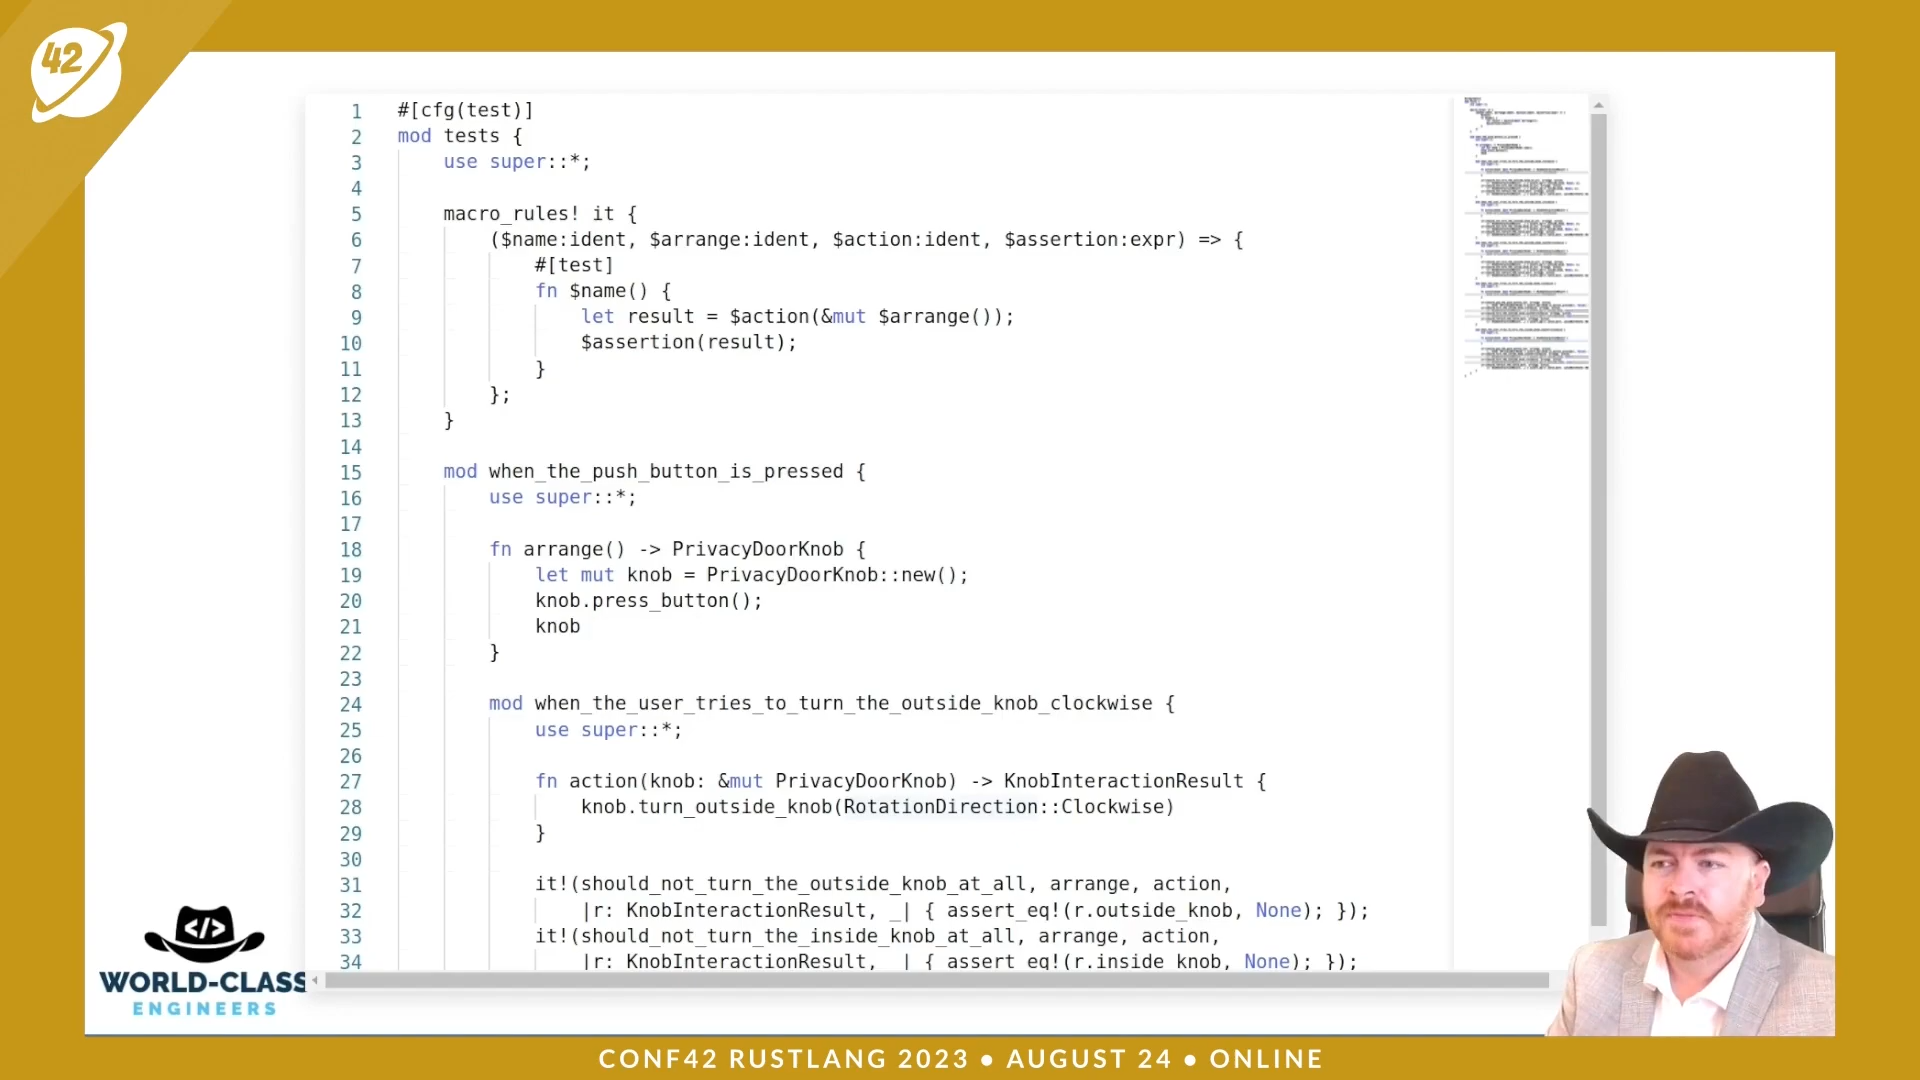 42
1 #[cfg(test)]
2 mod tests {
3 use super::*;
4
5 macro_rules! it {
6 ($name:ident, $arrange:ident, $action:ident, $assertion:expr) => {
7 #[test]
8 fn $name() {
9 let result = $action(&mut $arrange());
10 $assertion(result);
11 }
12 };
13 }
14
15 mod when_the_push_button_is_pressed {
16 use super::*;
17
18 fn arrange() -> PrivacyDoorKnob {
19 let mut knob = PrivacyDoorKnob::new();
20 knob.press_button();
21 knob
22 }
23
24 mod when_the_user_tries_to_turn_the_outside_knob_clockwise {
25 use super::*;
26
27 fn action(knob: &mut PrivacyDoorKnob) -> KnobInteractionResult {
28 knob.turn_outside_knob(RotationDirection::Clockwise)
29 }
30
31 it!(should_not_turn_the_outside_knob_at_all, arrange, action,
32 |r: KnobInteractionResult, _| { assert_eq!(r.outside_knob, None); });
33 it!(should_not_turn_the_inside_knob_at_all, arrange, action,
34 |r: KnobInteractionResult, _| { assert_eq!(r.inside_knob, None); });
</>
WORLD-CLASS
ENGINEERS
CONF42 RUSTLANG 2023 • AUGUST 24 • ONLINE